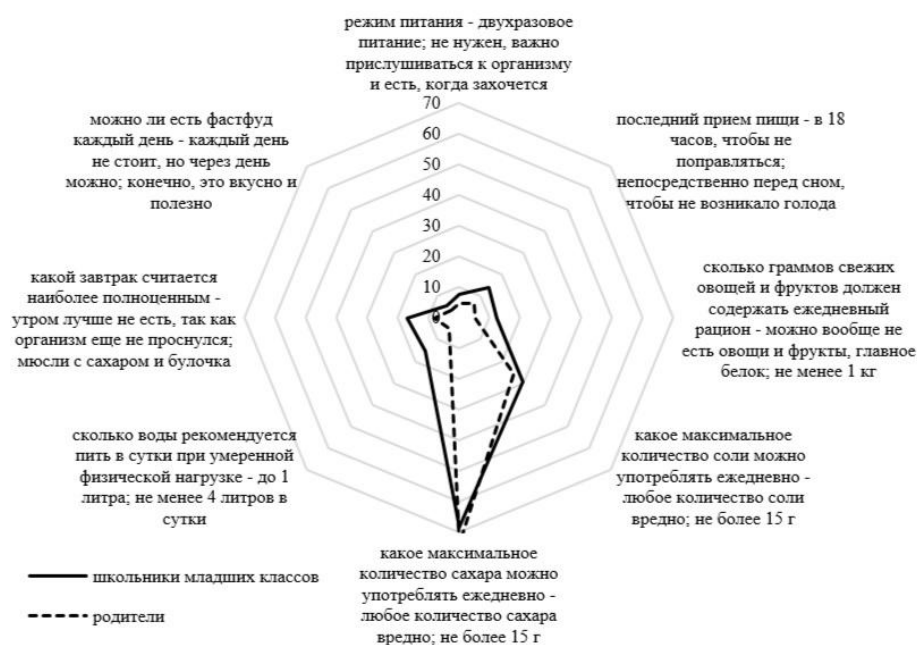 режим питания - двухразовое
питание; не нужен, важно
прислушиваться к организму
и есть, когда захочется
можно ли есть фастфуд
каждый день - каждый день
не стоит, но через день
можно; конечно, это вкусно и
полезно
последний прием пищи - в 18
часов, чтобы не
поправляться;
непосредственно перед сном,
чтобы не возникало голода
70
60
50
40
30
20
10
0
какой завтрак считается
наиболее полноценным -
утром лучше не есть, так как
организм еще не проснулся;
мюсли с сахаром и булочка
сколько граммов свежих
овощей и фруктов должен
содержать ежедневный
рацион - можно вообще не
есть овощи и фрукты, главное
белок; не менее 1 кг
сколько воды рекомендуется
пить в сутки при умеренной
физической нагрузке - до 1
литра; не менее 4 литров в
сутки
какое максимальное
количество соли можно
употреблять ежедневно -
любое количество соли
вредно; не более 15 г
какое максимальное
количество сахара можно
употреблять ежедневно -
любое количество сахара
вредно; не более 15 г
школьники младших классов
родители